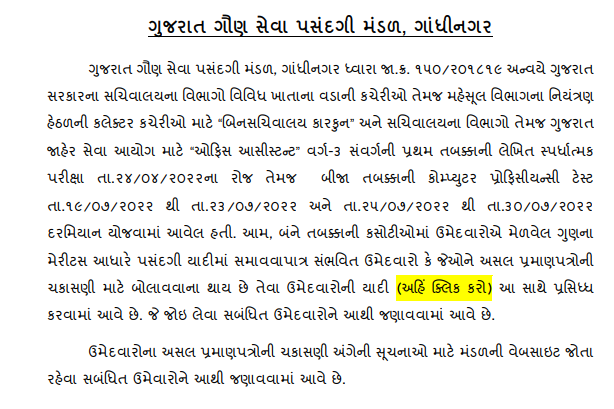 ગુજરાત ગૌણ સેવા પસંદગી મંડળ, ગાંધીનગર
ગુજરાત ગૌણ સેવા પસંદગી મંડળ, ગાંધીનગર ધ્વારા જા.ક્ર. ૧૫૦/૨૦૧૮૧૯ અન્વયે ગુજરાત
સરકારના સચિવાલયના વિભાગો વિવિધ ખાતાના વડાની કચેરીઓ તેમજ મહેસૂલ વિભાગના નિયંત્રણ
હેઠળની કલેક્ટર કચેરીઓ માટે “બિનસચિવાલય કારકુન” અને સચિવાલયના વિભાગો તેમજ ગુજરાત
જાહેર સેવા આયોગ માટે “ઓફિસ આસીસ્ટન્ટ” વર્ગ-૩ સંવર્ગની પ્રથમ તબક્કની લેખિત સ્પર્ધાત્મક
પરીક્ષા તા.૨૪/૦૪/૨૦૨૨ના રોજ તેમજ બીજા તબક્કની કોમ્પ્યુટર પ્રોફિસીયન્સી ટેસ્ટ
તા.૧૯/૦૭/૨૦૨૨ થી તા.૨૩/૦૭/૨૦૨૨ અને તા.૨૫/૦૭/૨૦૨૨ થી તા.૩૦/૦૭/૨૦૨૨
દરમિયાન યોજવામાં આવેલ હતી. આમ, બંને તબક્કની કસોટીઓમાં ઉમેદવારોએ મેળવેલ ગુણના
મેરીટસ આધારે પસંદગી યાદીમાં સમાવવાપાત્ર સંભવિત ઉમેદવારો કે જેઓને અસલ પ્રમાણપત્રોની
ચકાસણી માટે બોલાવવાના થાય છે તેવા ઉમેદવારોની યાદી (અહિં ક્લિક કરો) આ સાથે પ્રસિધ્ધ
કરવામાં આવે છે. જે જોઇ લેવા સબંધિત ઉમેદવારોને આથી જણાવવામાં આવે છે.
ઉમેદવારોના અસલ પ્રમાણપત્રોની ચકાસણી અંગેની સૂચનાઓ માટે મંડળની વેબસાઇટ જોતા
રહેવા સબંધિત ઉમેવારોને આથી જણાવવામાં આવે છે.